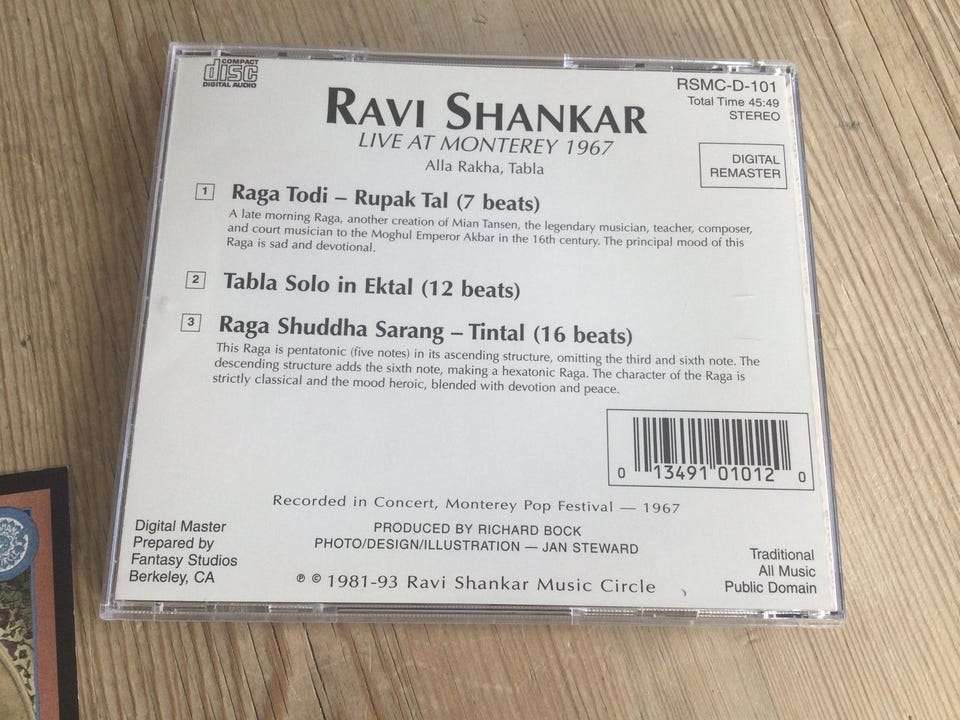 COMPACT
disc
DIGITAL AUDIO
RSMC-D-101
Total Time 45:49
STEREO
RAVI SHANKAR
LIVE AT MONTEREY 1967
Alla Rakha, Tabla
DIGITAL
REMASTER
1 Raga Todi – Rupak Tal (7 beats)
A late morning Raga, another creation of Mian Tansen, the legendary musician, teacher, composer,
and court musician to the Moghul Emperor Akbar in the 16th century. The principal mood of this
Raga is sad and devotional.
2 Tabla Solo in Ektal (12 beats)
3 Raga Shuddha Sarang – Tintal (16 beats)
This Raga is pentatonic (five notes) in its ascending structure, omitting the third and sixth note. The
descending structure adds the sixth note, making a hexatonic Raga. The character of the Raga is
strictly classical and the mood heroic, blended with devotion and peace.
0 13491 01012 0
Recorded in Concert, Monterey Pop Festival — 1967
PRODUCED BY RICHARD BOCK
PHOTO/DESIGN/ILLUSTRATION — JAN STEWARD
℗ © 1981-93 Ravi Shankar Music Circle
Digital Master
Prepared by
Fantasy Studios
Berkeley, CA
Traditional
All Music
Public Domain